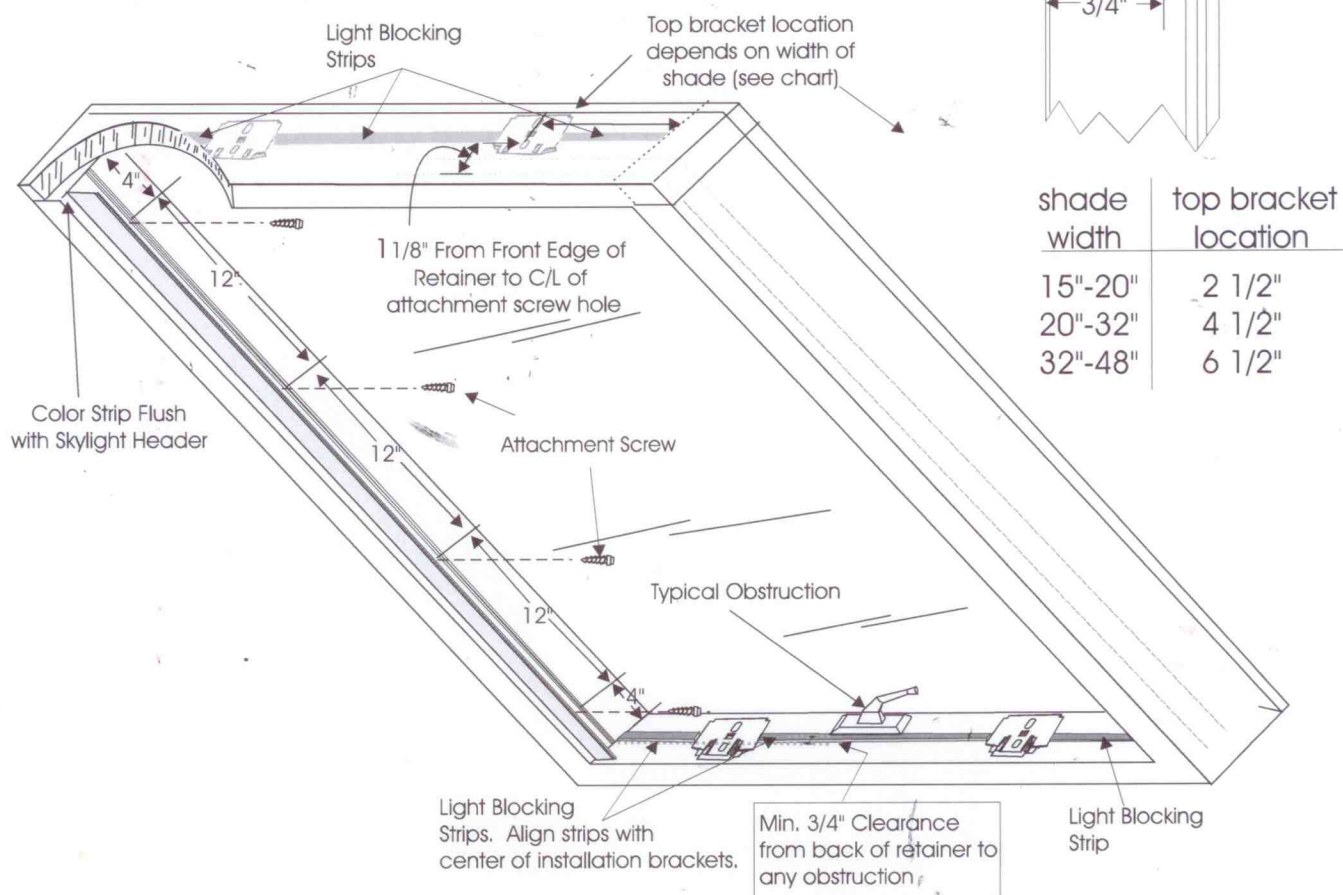 3/4"
Light Blocking
Strips
Top bracket location
depends on width of
shade (see chart)
4"
12"
1 1/8" From Front Edge of
Retainer to C/L of
attachment screw hole
shade width | top bracket location
15"-20" | 2 1/2"
20"-32" | 4 1/2"
32"-48" | 6 1/2"
Color Strip Flush
with Skylight Header
12"
Attachment Screw
12"
Typical Obstruction
4"
Light Blocking
Strips. Align strips with
center of installation brackets.
Min. 3/4" Clearance
from back of retainer to
any obstruction
Light Blocking
Strip